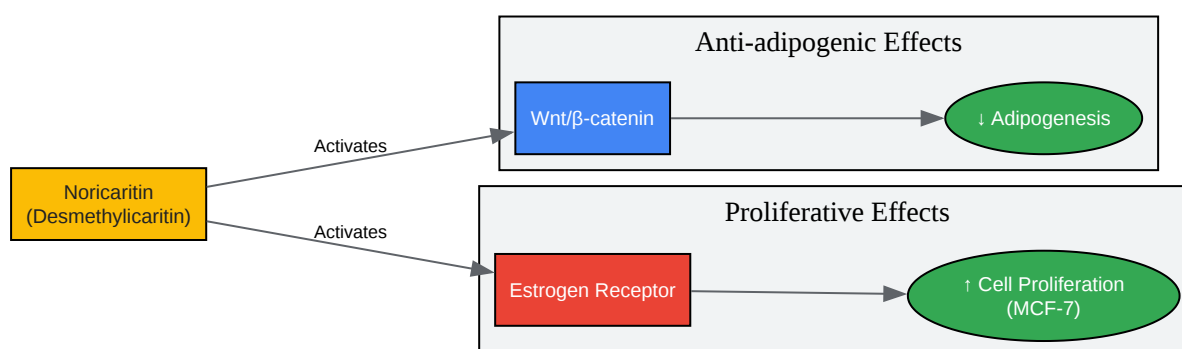 Anti-adipogenic Effects
Wnt/β-catenin
↓ Adipogenesis
Activates
Noricaritin
(Desmethylicaritin)
Activates
Proliferative Effects
Estrogen Receptor
↑ Cell Proliferation
(MCF-7)